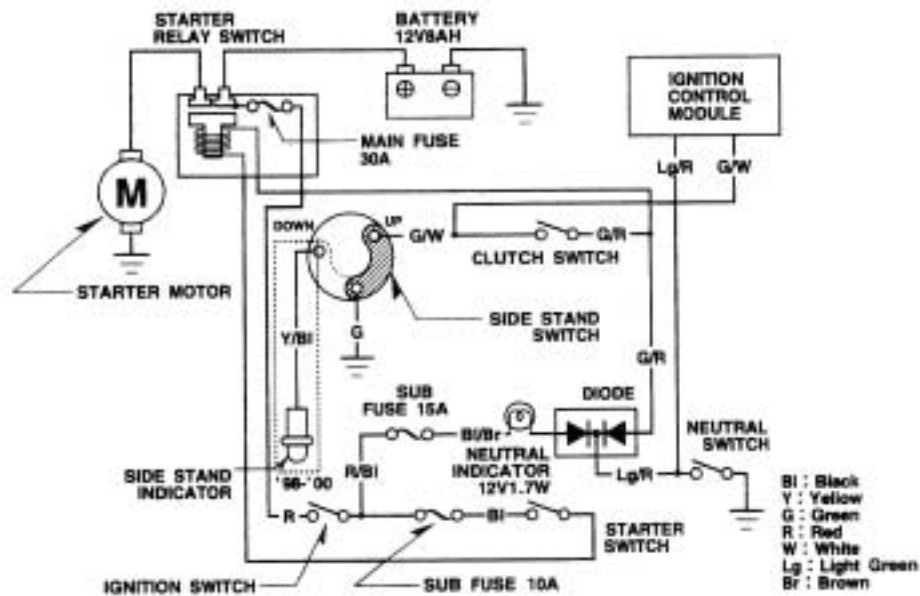 STARTER
RELAY SWITCH
BATTERY
12V8AH
IGNITION
CONTROL
MODULE
MAIN FUSE
30A
Lg/R
G/W
M
DOWN
UP
G/W
G/R
CLUTCH SWITCH
STARTER MOTOR
SIDE STAND
SWITCH
G
Y/Bl
G/R
SUB
FUSE 15A
DIODE
NEUTRAL
SWITCH
Bl/Br
NEUTRAL
INDICATOR
12V1.7W
SIDE STAND
INDICATOR
'98-'00
R/Bl
Lg/R
R
Bl
STARTER
SWITCH
IGNITION SWITCH
SUB FUSE 10A
Bl : Black
Y : Yellow
G : Green
R : Red
W : White
Lg : Light Green
Br : Brown